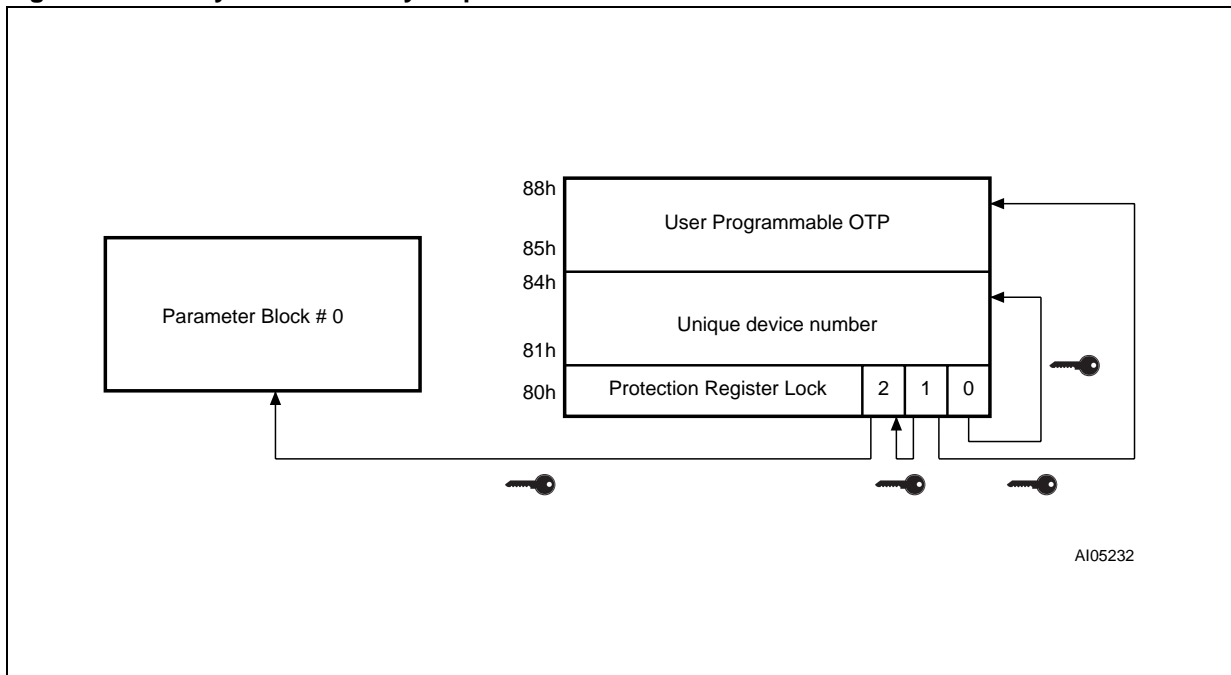 88h
User Programmable OTP
85h
84h
Parameter Block # 0
Unique device number
81h
80h
Protection Register Lock
2
1
0
AI05232